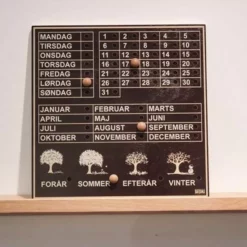 MANDAG 1 2 3 4 5
TIRSDAG 6 7 8 9 10
ONSDAG 11 12 13 14 15
TORSDAG 16 17 18 19 20
FREDAG 21 22 23 24 25
LØRDAG 26 27 28 29 30
SØNDAG 31
JANUAR FEBRUAR MARTS
APRIL MAJ JUNI
JULI AUGUST SEPTEMBER
OKTOBER NOVEMBER DECEMBER
FORÅR SOMMER EFTERÅR VINTER